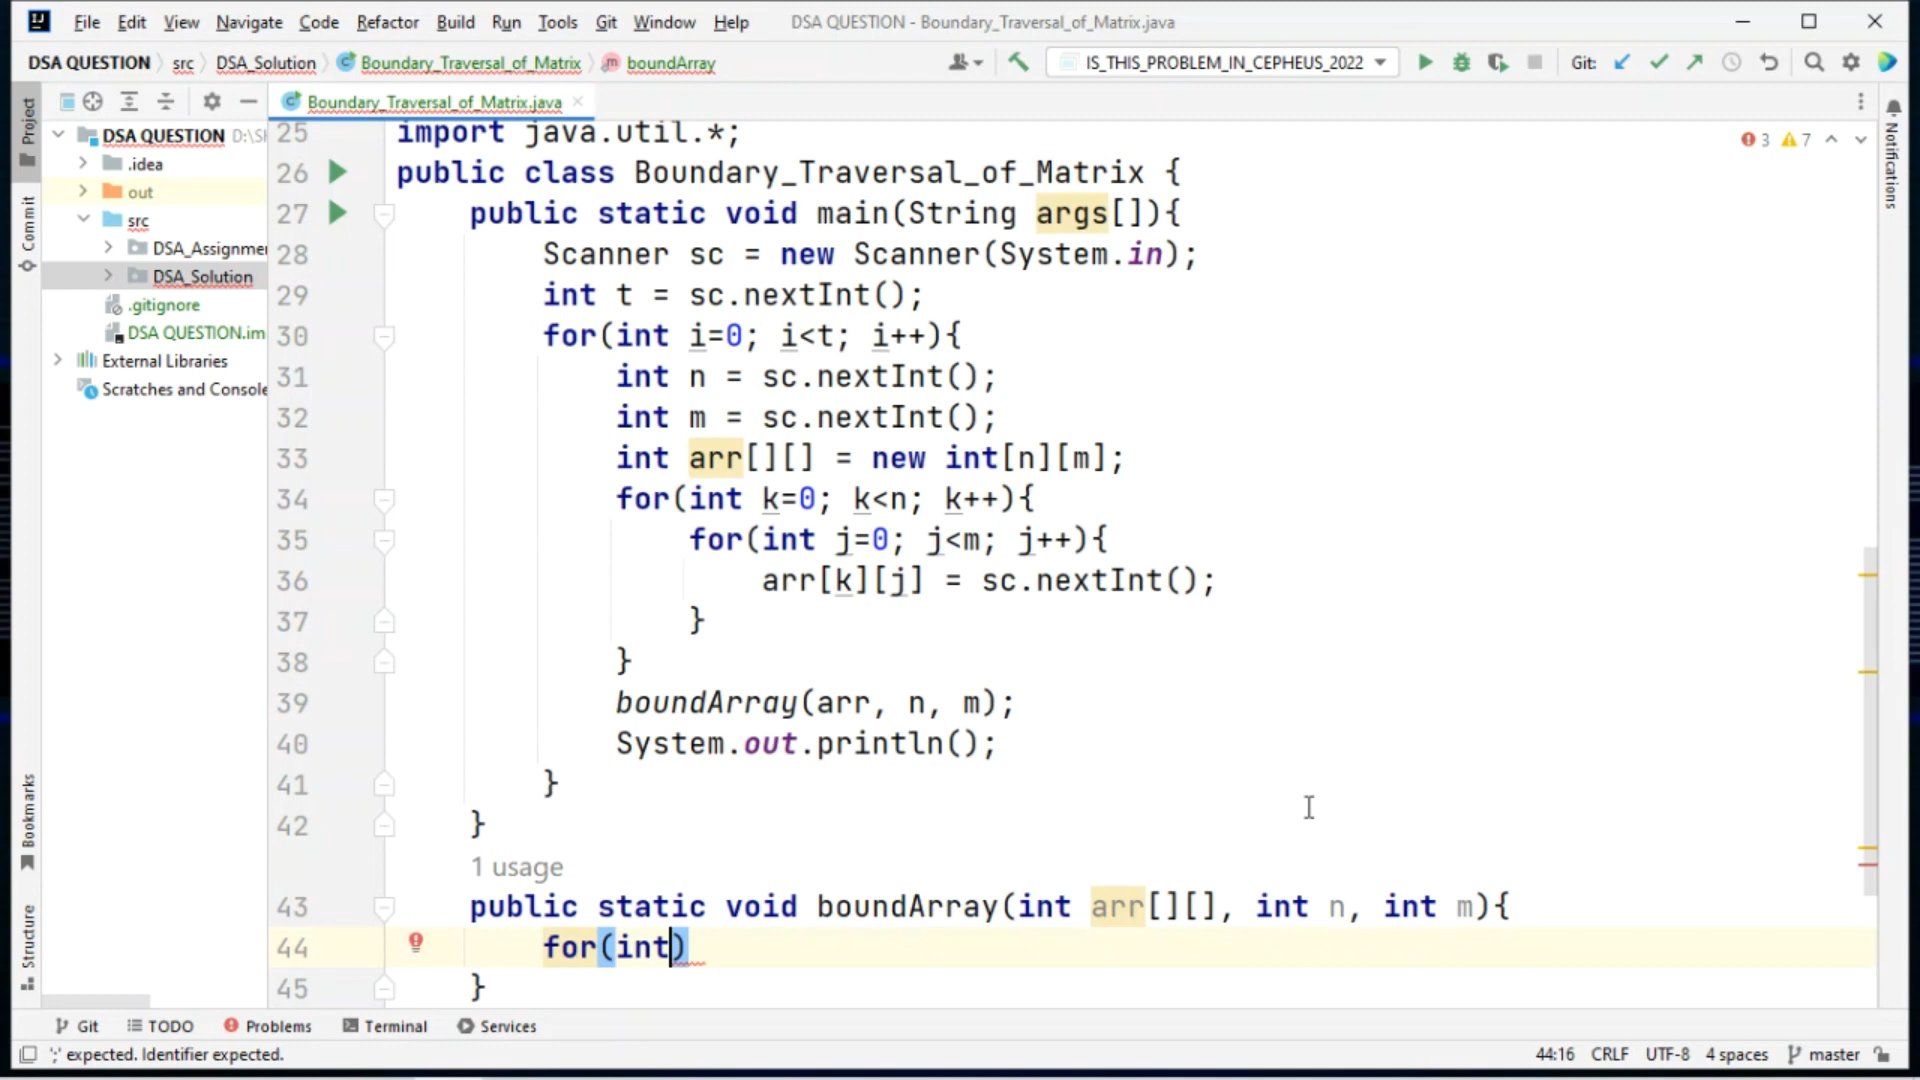 File Edit View Navigate Code Refactor Build Run Tools Git Window Help DSA QUESTION - Boundary_Traversal_of_Matrix.java
DSA QUESTION src DSA_Solution Boundary_Traversal_of_Matrix boundArray IS_THIS_PROBLEM_IN_CEPHEUS_2022 Git:
Boundary_Traversal_of_Matrix.java
Project
Commit
Bookmarks
Structure
DSA QUESTION D:\S
.idea
out
src
DSA_Assignme
DSA_Solution
.gitignore
DSA QUESTION.im
External Libraries
Scratches and Console
3 7
Notifications
25 import java.util.*;
26 public class Boundary_Traversal_of_Matrix {
27 public static void main(String args[]){
28 Scanner sc = new Scanner(System.in);
29 int t = sc.nextInt();
30 for(int i=0; i<t; i++){
31 int n = sc.nextInt();
32 int m = sc.nextInt();
33 int arr[][] = new int[n][m];
34 for(int k=0; k<n; k++){
35 for(int j=0; j<m; j++){
36 arr[k][j] = sc.nextInt();
37 }
38 }
39 boundArray(arr, n, m);
40 System.out.println();
41 }
42 }
1 usage
43 public static void boundArray(int arr[][], int n, int m){
44 for(int)
45 }
Git TODO Problems Terminal Services
';' expected. Identifier expected. 44:16 CRLF UTF-8 4 spaces master